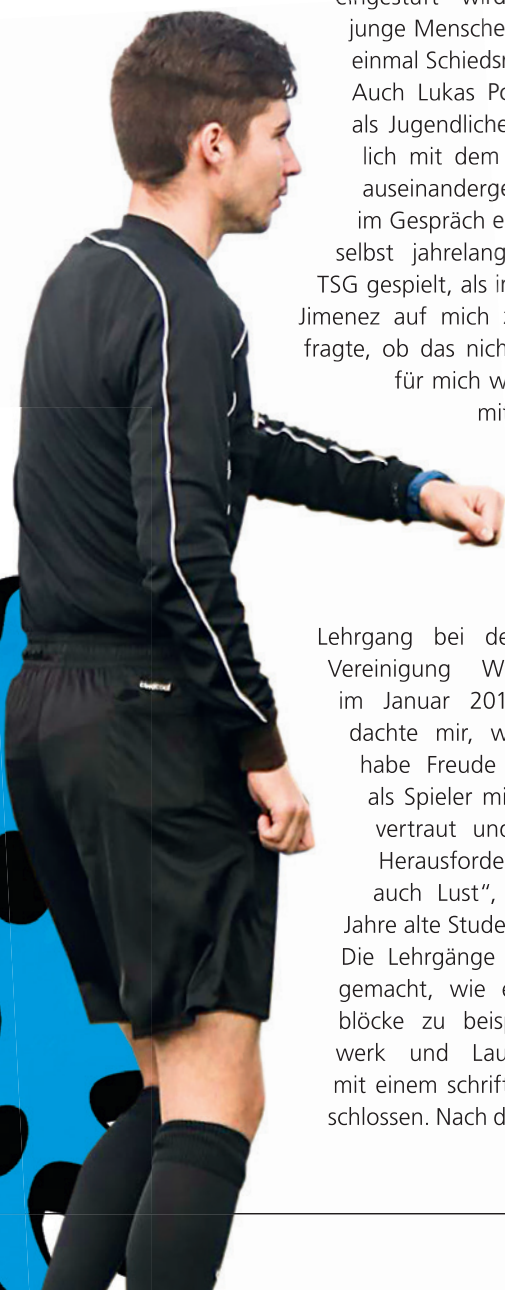 junge Mensche
einmal Schiedsr
Auch Lukas Po
als Jugendliche
lich mit dem
auseinanderge
im Gespräch e
selbst jahrelang
TSG gespielt, als i
Jimenez auf mich
fragte, ob das nich
für mich w
mit
Lehrgang bei de
Vereinigung W
im Januar 201
dachte mir, w
habe Freude
als Spieler mi
vertraut und
Herausforde
auch Lust“,
Jahre alte Stude
Die Lehrgänge
gemacht, wie e
blöcke zu beisp
werk und Lau
mit einem schrift
schlossen. Nach d